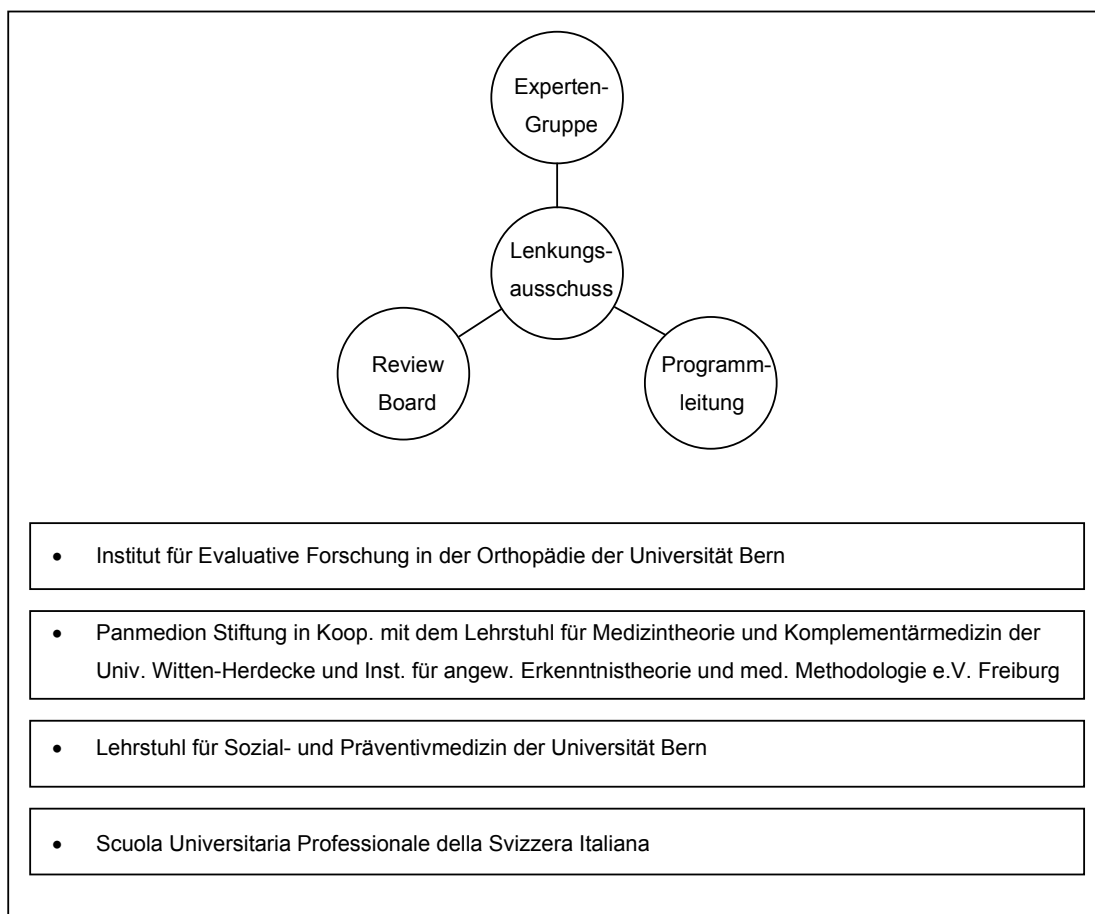 Experten-
Gruppe
Lenkungs-
ausschuss
Review
Board
Programm-
leitung
• Institut für Evaluative Forschung in der Orthopädie der Universität Bern
• Panmedion Stiftung in Koop. mit dem Lehrstuhl für Medizintheorie und Komplementärmedizin der
Univ. Witten-Herdecke und Inst. für angew. Erkenntnistheorie und med. Methodologie e.V. Freiburg
• Lehrstuhl für Sozial- und Präventivmedizin der Universität Bern
• Scuola Universitaria Professionale della Svizzera Italiana